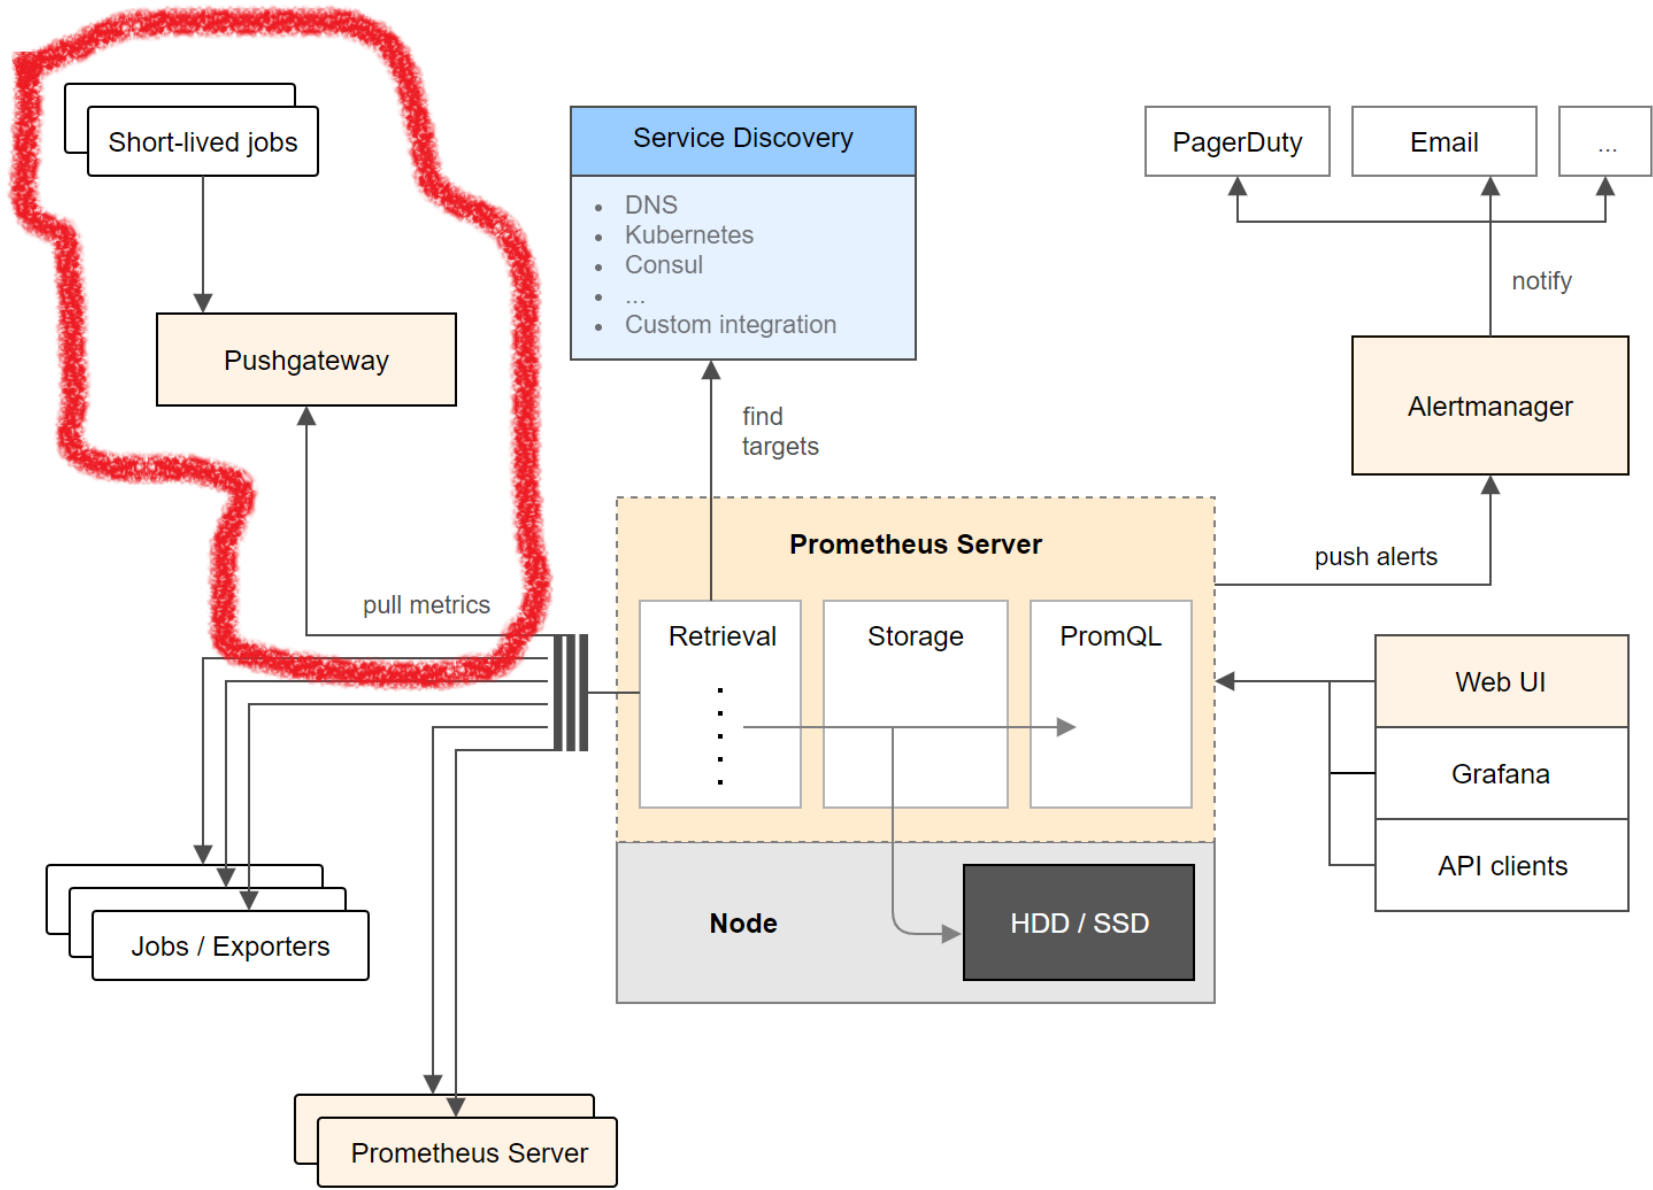 Short-lived jobs
Service Discovery
PagerDuty
Email
...
DNS
Kubernetes
Consul
...
Custom integration
notify
Pushgateway
Alertmanager
find
targets
Prometheus Server
push alerts
pull metrics
Retrieval
Storage
PromQL
Web UI
Grafana
API clients
Node
HDD / SSD
Jobs / Exporters
Prometheus Server